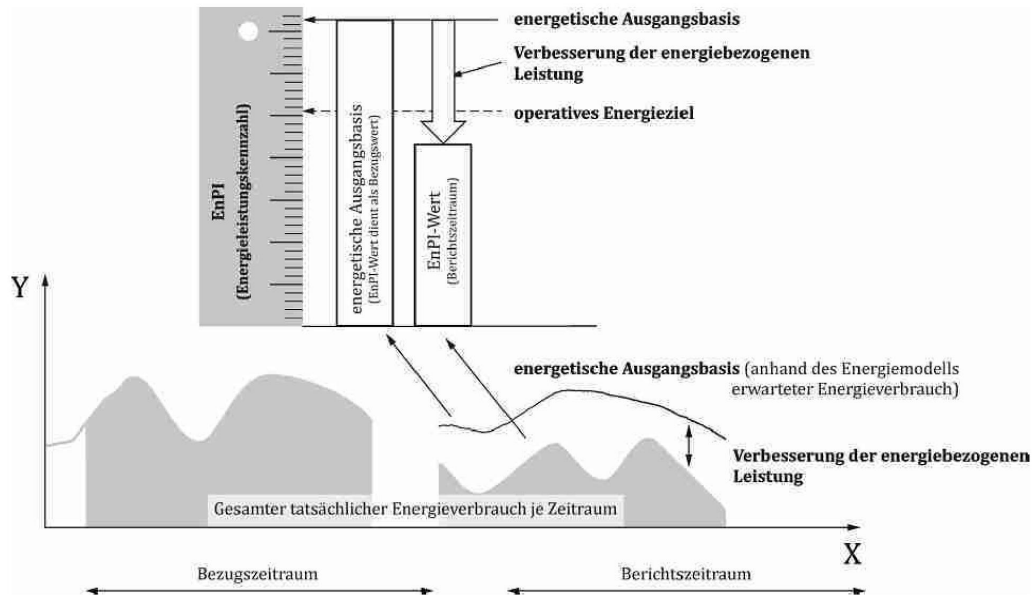 energetische Ausgangsbasis
Verbesserung der energiebezogenen
Leistung
operatives Energieziel
EnPI
(Energieleistungskennzahl)
energetische Ausgangsbasis
(EnPI-Wert dient als Bezugswert)
EnPI-Wert
(Berichtszeitraum)
Y
energetische Ausgangsbasis (anhand des Energiemodells
erwarteter Energieverbrauch)
Verbesserung der energiebezogenen
Leistung
Gesamter tatsächlicher Energieverbrauch je Zeitraum
X
Bezugszeitraum
Berichtszeitraum